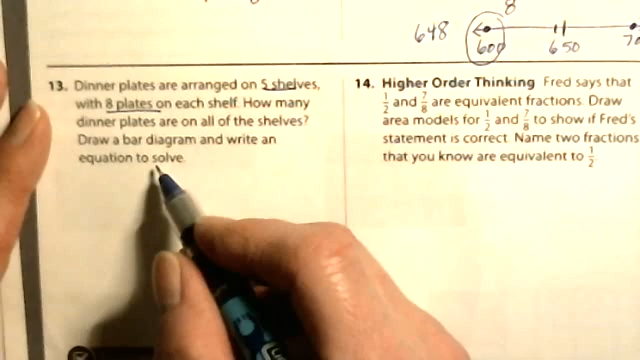 8
648
600
650
70
13. Dinner plates are arranged on 5 shelves,
with 8 plates on each shelf. How many
dinner plates are on all of the shelves?
Draw a bar diagram and write an
equation to solve.
14. Higher Order Thinking Fred says that
1/2 and 7/8 are equivalent fractions. Draw
area models for 1/2 and 7/8 to show if Fred's
statement is correct. Name two fractions
that you know are equivalent to 1/2.